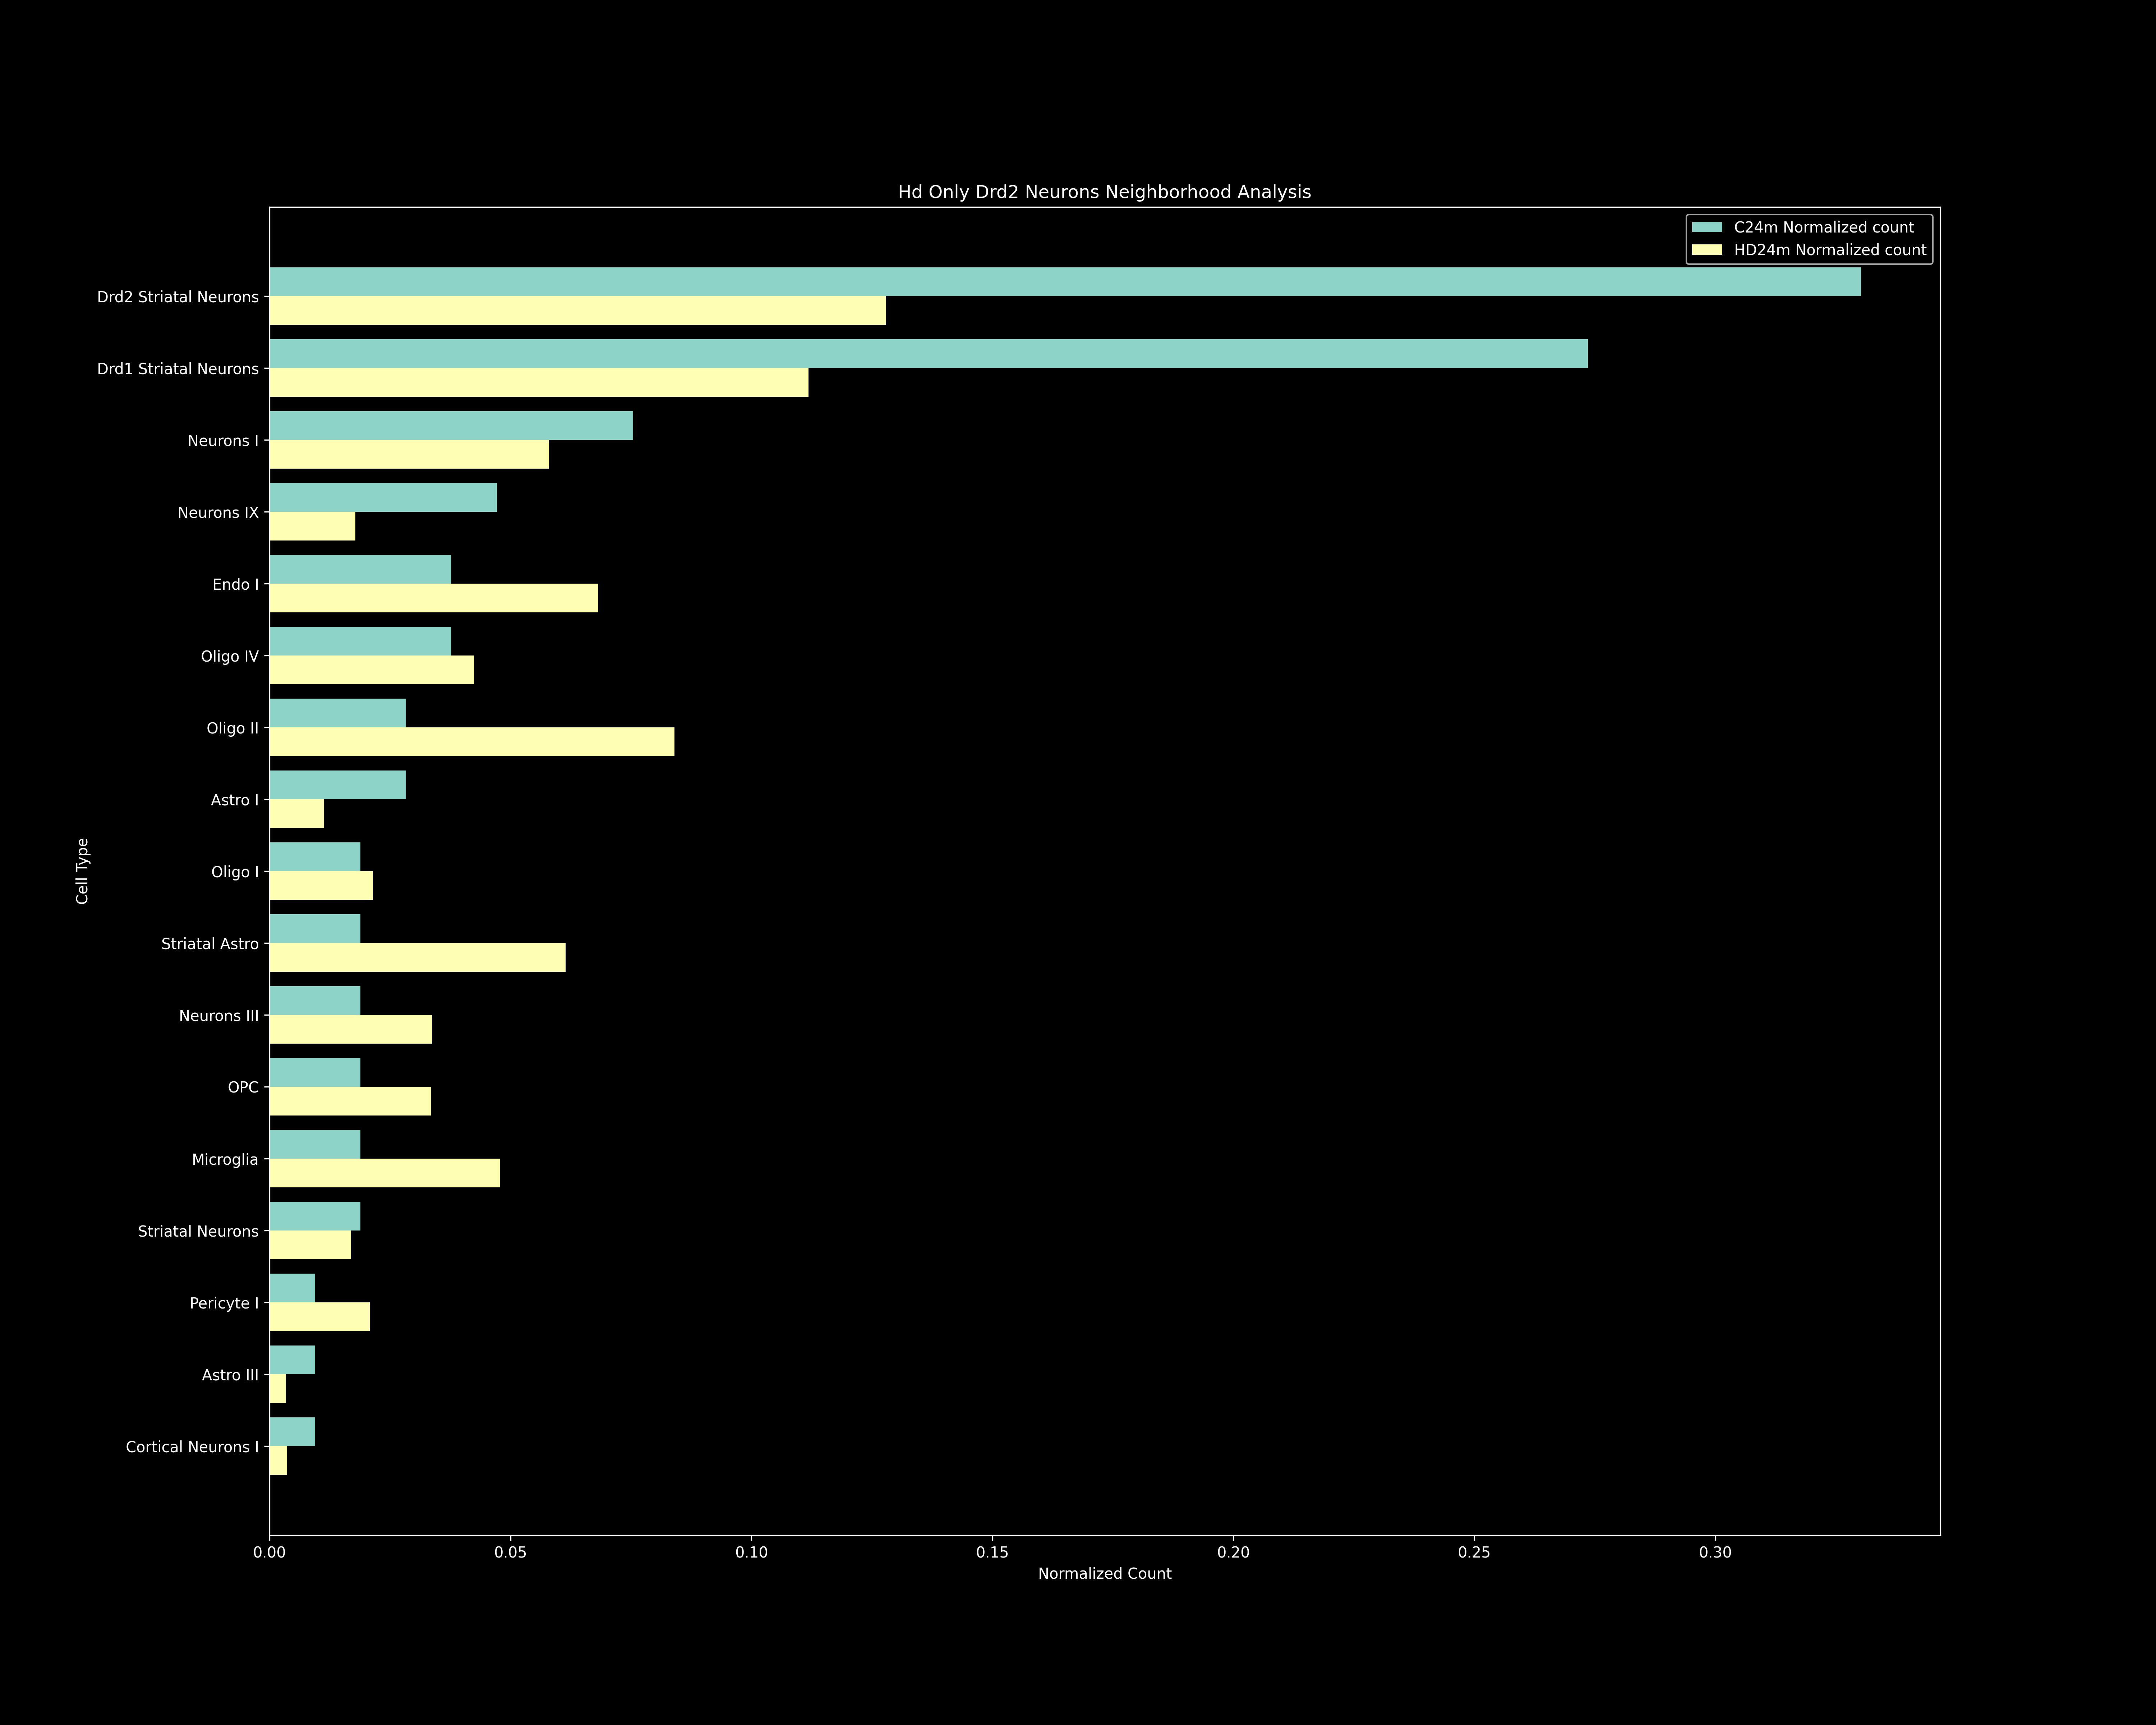 Hd Only Drd2 Neurons Neighborhood Analysis
C24m Normalized count
HD24m Normalized count
Drd2 Striatal Neurons
Drd1 Striatal Neurons
Neurons I
Neurons IX
Endo I
Oligo IV
Oligo II
Astro I
Oligo I
Striatal Astro
Neurons III
OPC
Microglia
Striatal Neurons
Pericyte I
Astro III
Cortical Neurons I
Cell Type
0.00 0.05 0.10 0.15 0.20 0.25 0.30
Normalized Count